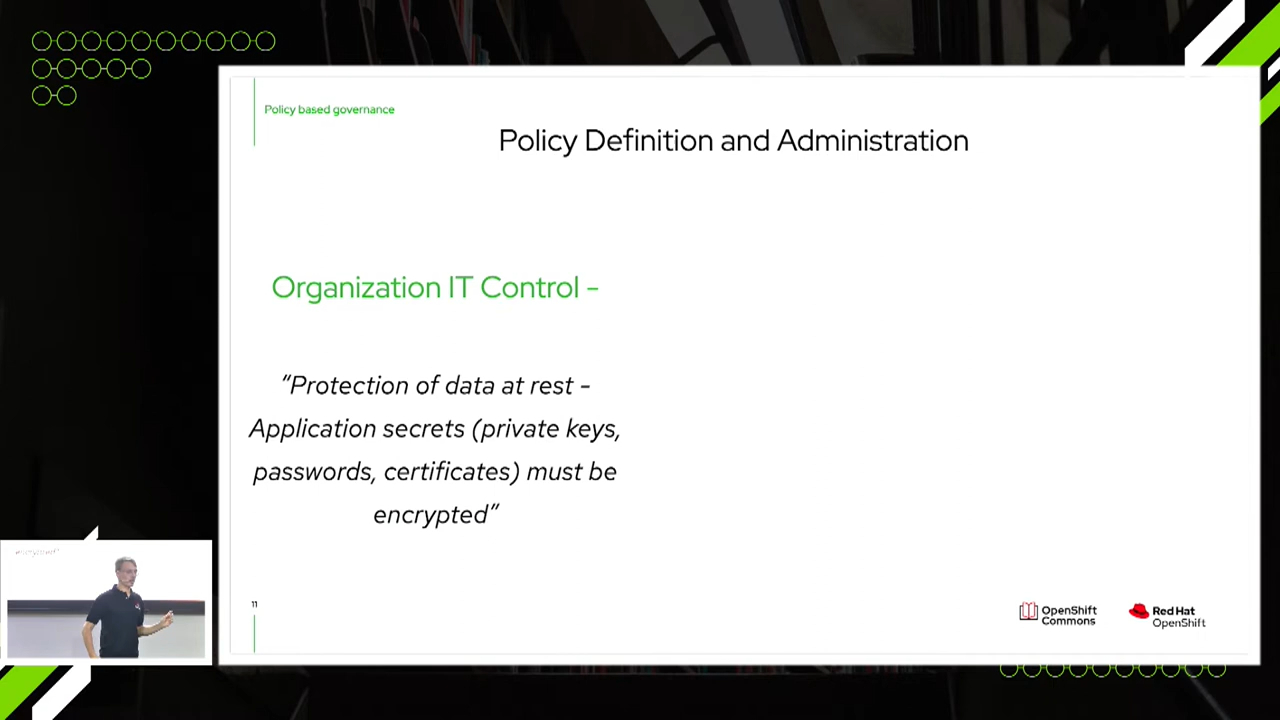 Policy based governance
Policy Definition and Administration
Organization IT Control -
"Protection of data at rest -
Application secrets (private keys,
passwords, certificates) must be
encrypted"
11
OpenShift
Commons
Red Hat
OpenShift
encrypted"